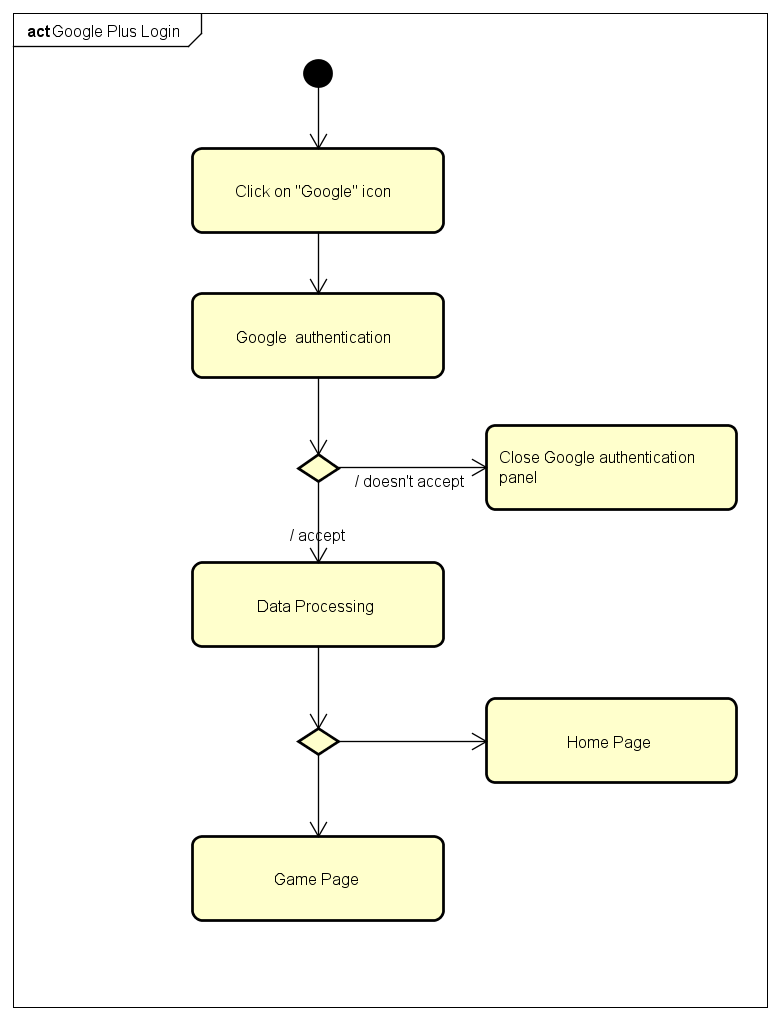 act Google Plus Login
Click on "Google" icon
Google  authentication
Close Google authentication
panel
/ doesn't accept
/ accept
Data Processing
Home Page
Game Page